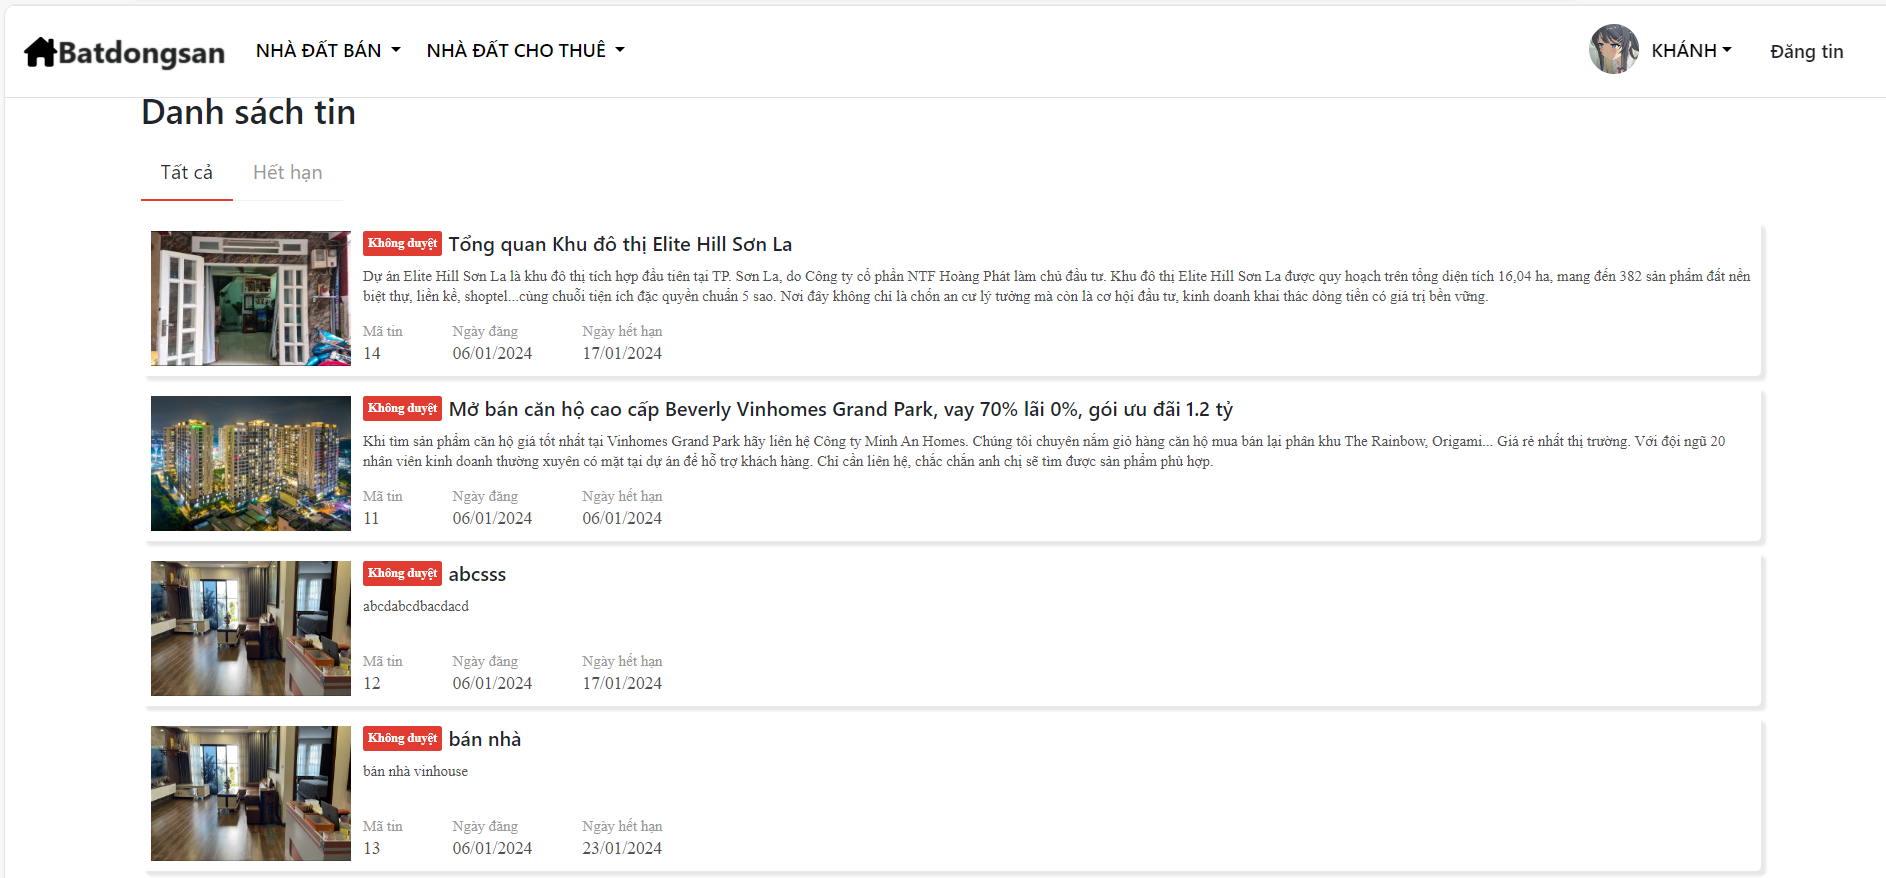 Batdongsan NHÀ ĐẤT BÁN NHÀ ĐẤT CHO THUÊ KHÁNH Đăng tin
Danh sách tin
Tất cả Hết hạn
Không duyệt Tổng quan Khu đô thị Elite Hill Sơn La
Dự án Elite Hill Sơn La là khu đô thị tích hợp đầu tiên tại TP. Sơn La, do Công ty cổ phần NTF Hoàng Phát làm chủ đầu tư. Khu đô thị Elite Hill Sơn La được quy hoạch trên tổng diện tích 16,04 ha, mang đến 382 sản phẩm đất nền
biệt thự, liền kề, shoptel...cùng chuỗi tiện ích đặc quyền chuẩn 5 sao. Nơi đây không chỉ là chốn an cư lý tưởng mà còn là cơ hội đầu tư, kinh doanh khai thác dòng tiền có giá trị bền vững.
Mã tin Ngày đăng Ngày hết hạn
14 06/01/2024 17/01/2024
Không duyệt Mở bán căn hộ cao cấp Beverly Vinhomes Grand Park, vay 70% lãi 0%, gói ưu đãi 1.2 tỷ
Khi tìm sản phẩm căn hộ giá tốt nhất tại Vinhomes Grand Park hãy liên hệ Công ty Minh An Homes. Chúng tôi chuyên nắm giỏ hàng căn hộ mua bán lại phân khu The Rainbow, Origami... Giá rẻ nhất thị trường. Với đội ngũ 20
nhân viên kinh doanh thường xuyên có mặt tại dự án để hỗ trợ khách hàng. Chỉ cần liên hệ, chắc chắn anh chị sẽ tìm được sản phẩm phù hợp.
Mã tin Ngày đăng Ngày hết hạn
11 06/01/2024 06/01/2024
Không duyệt abcsss
abcdabcdbacdacd
Mã tin Ngày đăng Ngày hết hạn
12 06/01/2024 17/01/2024
Không duyệt bán nhà
bán nhà vinhouse
Mã tin Ngày đăng Ngày hết hạn
13 06/01/2024 23/01/2024